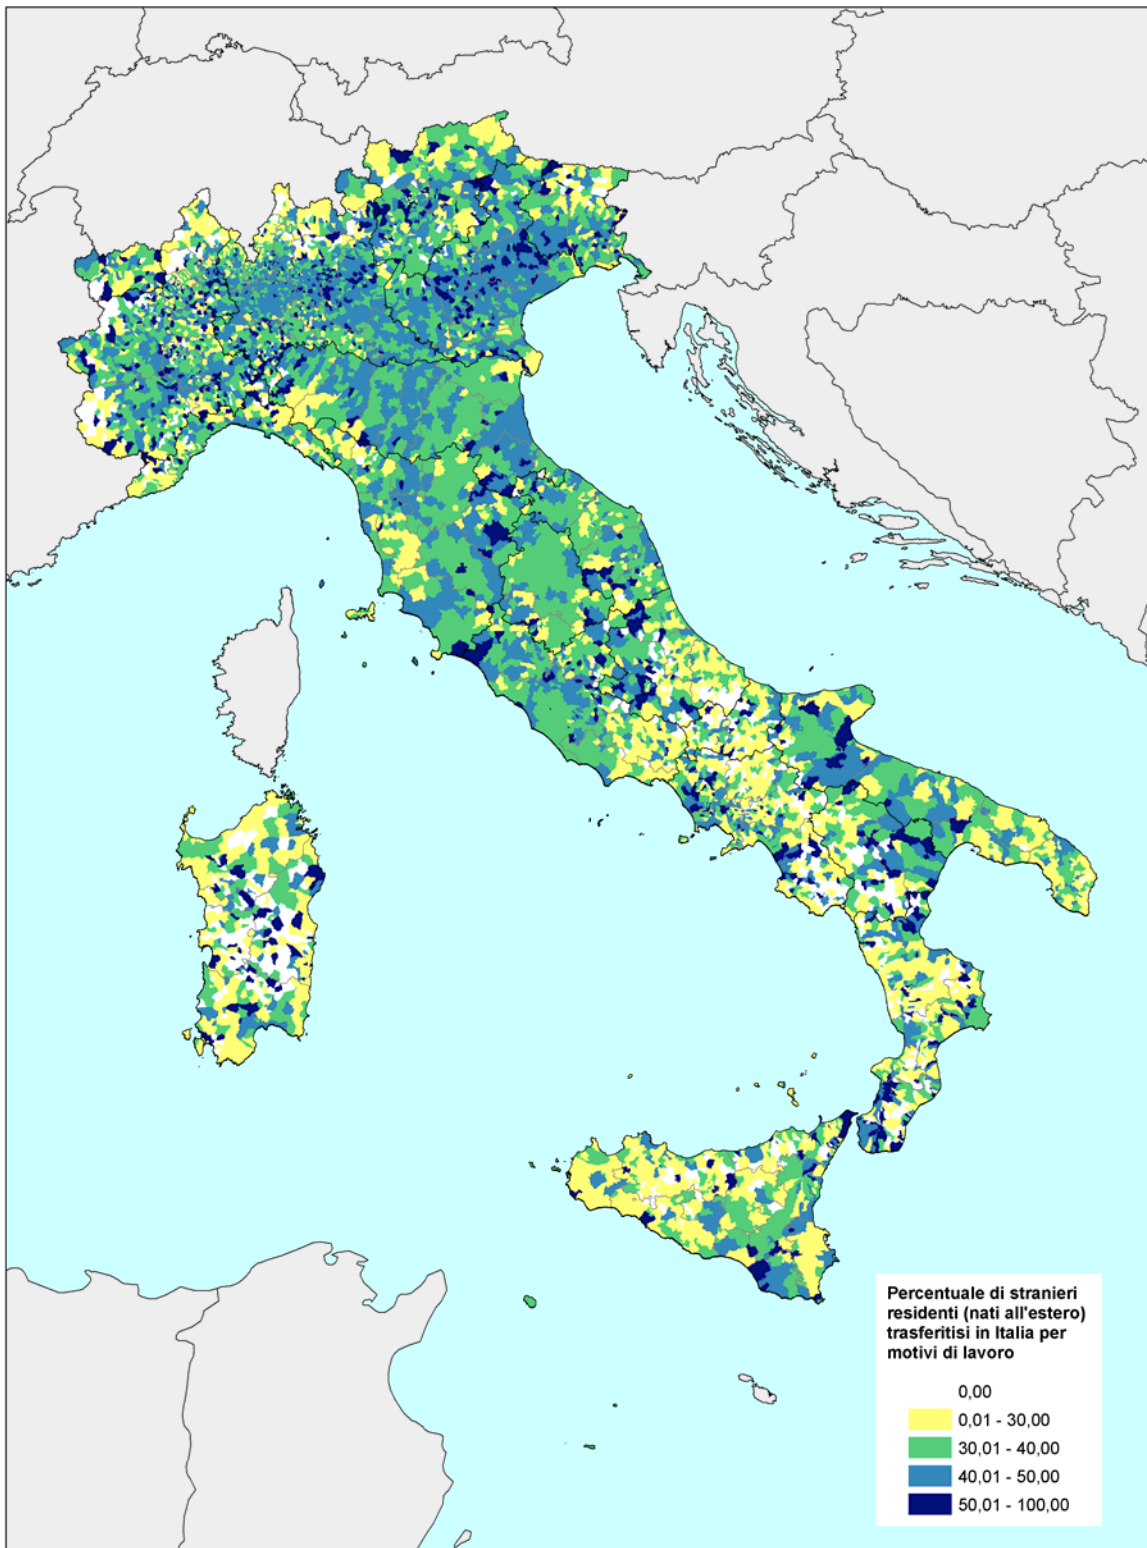 Percentuale di stranieri
residenti (nati all'estero)
trasferitisi in Italia per
motivi di lavoro
0,00
0,01 - 30,00
30,01 - 40,00
40,01 - 50,00
50,01 - 100,00